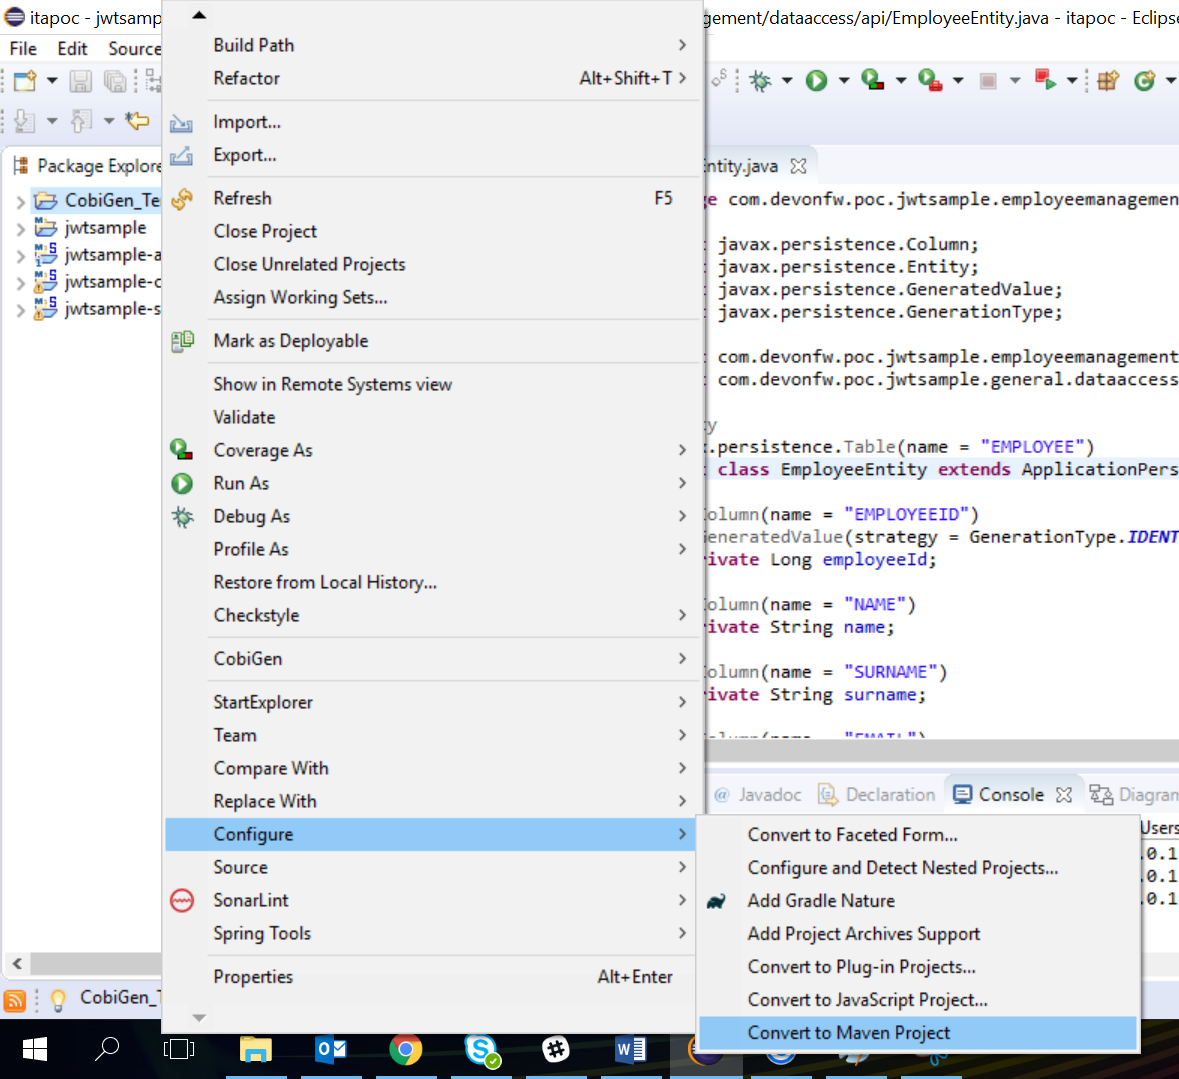 itapoc - jwtsamp
gement/dataaccess/api/EmployeeEntity.java - itapoc - Eclipse
File Edit Source
Package Explore
CobiGen_Te
jwtsample
jwtsample-a
jwtsample-c
jwtsample-s
CobiGen_T
Build Path
Refactor Alt+Shift+T
Import...
Export...
Refresh F5
Close Project
Close Unrelated Projects
Assign Working Sets...
Mark as Deployable
Show in Remote Systems view
Validate
Coverage As
Run As
Debug As
Profile As
Restore from Local History...
Checkstyle
CobiGen
StartExplorer
Team
Compare With
Replace With
Configure
Source
SonarLint
Spring Tools
Properties Alt+Enter
Convert to Faceted Form...
Configure and Detect Nested Projects...
Add Gradle Nature
Add Project Archives Support
Convert to Plug-in Projects...
Convert to JavaScript Project...
Convert to Maven Project
ntity.java
ge com.devonfw.poc.jwtsample.employeemanagement
javax.persistence.Column;
javax.persistence.Entity;
javax.persistence.GeneratedValue;
javax.persistence.GenerationType;
com.devonfw.poc.jwtsample.employeemanagement
com.devonfw.poc.jwtsample.general.dataaccess
y
.persistence.Table(name = "EMPLOYEE")
class EmployeeEntity extends ApplicationPers
olumn(name = "EMPLOYEEID")
eneratedValue(strategy = GenerationType.IDENT
ivate Long employeeId;
olumn(name = "NAME")
ivate String name;
olumn(name = "SURNAME")
ivate String surname;
olumn(name = "EMAIL")
@ Javadoc Declaration Console Diagram
Users
.0.1
.0.1
.0.1